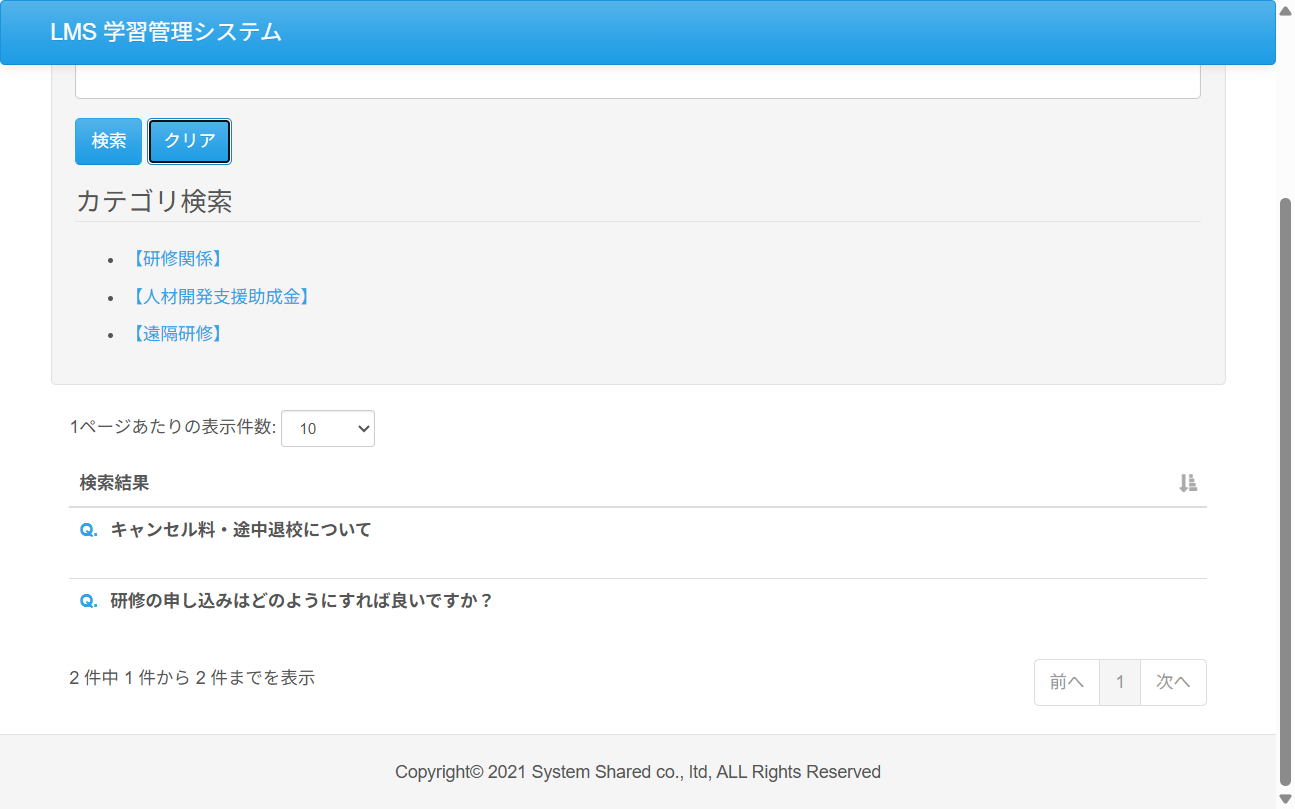 LMS 学習管理システム
検索 クリア
カテゴリ検索
【研修関係】
【人材開発支援助成金】
【遠隔研修】
1ページあたりの表示件数: 10
検索結果
Q. キャンセル料・途中退校について
Q. 研修の申し込みはどのようにすれば良いですか？
2 件中 1 件から 2 件までを表示
前へ 1 次へ
Copyright© 2021 System Shared co., ltd, ALL Rights Reserved